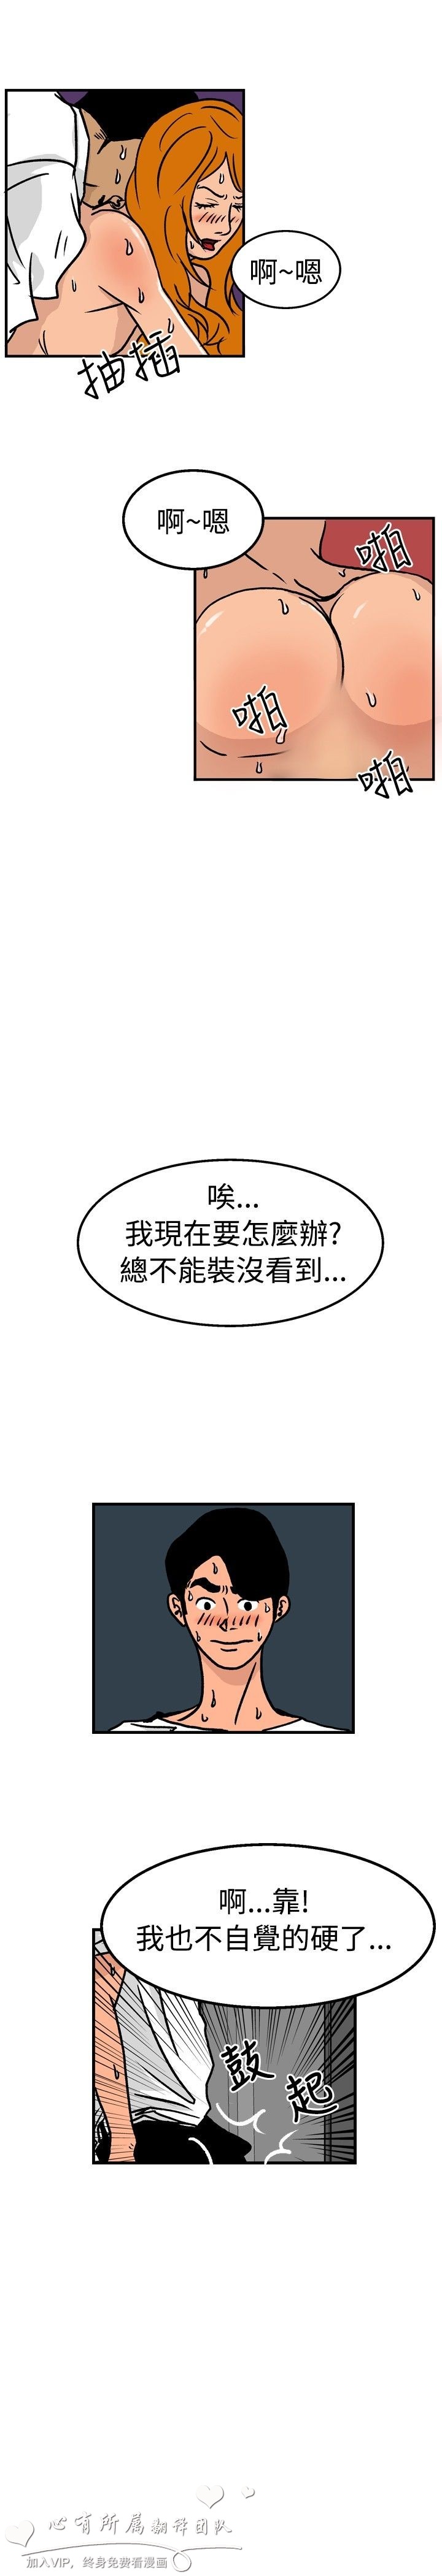 啊~嗯
抽插
啊~嗯
啪
啪
啪
唉...
我現在要怎麼辦?
總不能裝沒看到...
啊...靠!
我也不自覺的硬了...
鼓起
心有所属翻译团队
加入VIP，终身免费看漫画